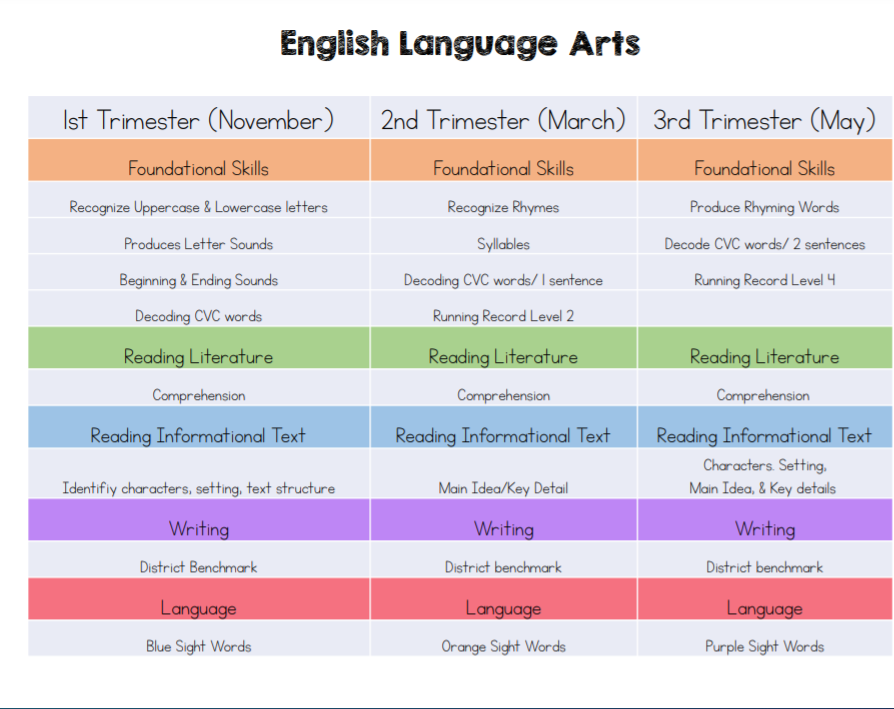 English Language Arts
1st Trimester (November) 2nd Trimester (March) 3rd Trimester (May)
Foundational Skills Foundational Skills Foundational Skills
Recognize Uppercase & Lowercase letters Recognize Rhymes Produce Rhyming Words
Produces Letter Sounds Syllables Decode CVC words/ 2 sentences
Beginning & Ending Sounds Decoding CVC words/ 1 sentence Running Record Level 4
Decoding CVC words Running Record Level 2
Reading Literature Reading Literature Reading Literature
Comprehension Comprehension Comprehension
Reading Informational Text Reading Informational Text Reading Informational Text
Characters. Setting,
Identifiy characters, setting, text structure Main Idea/Key Detail Main Idea, & Key details
Writing Writing Writing
District Benchmark District benchmark District benchmark
Language Language Language
Blue Sight Words Orange Sight Words Purple Sight Words